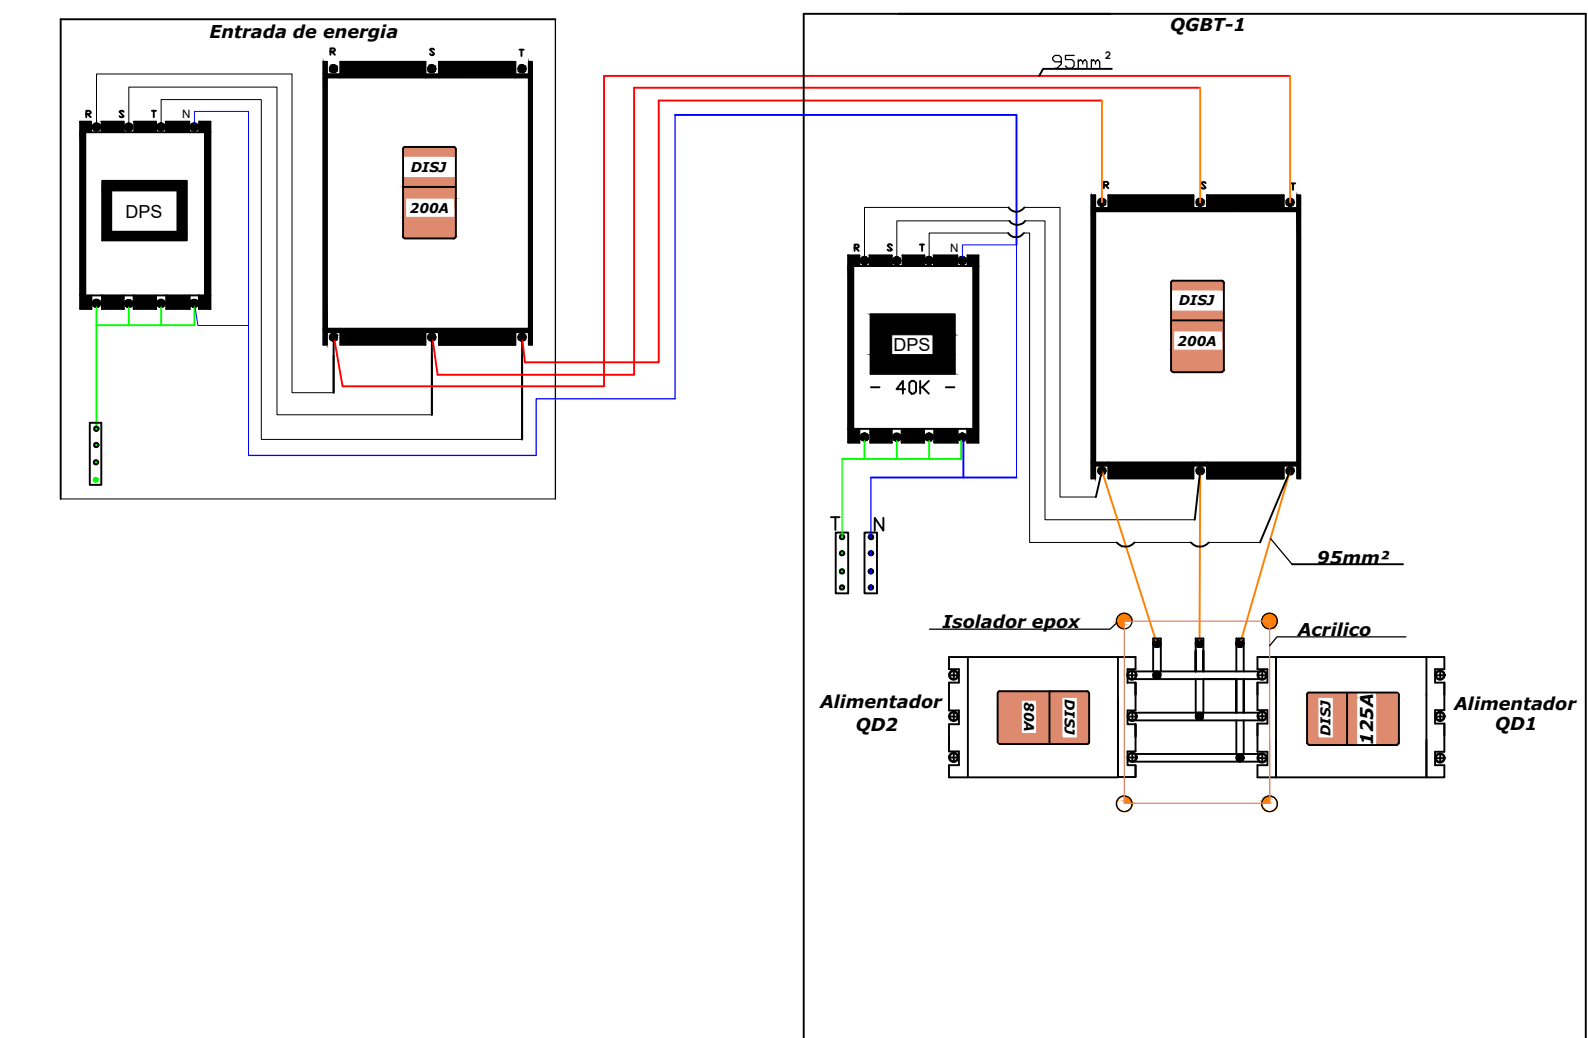 Entrada de energia
R S T
R S T N
DISJ
200A
DPS
QGBT-1
95mm²
R S T
R S T N
DISJ
200A
DPS
- 40K -
T N
95mm²
Isolador epox
Acrilico
Alimentador
QD2
80A
DISJ
DISJ
125A
Alimentador
QD1